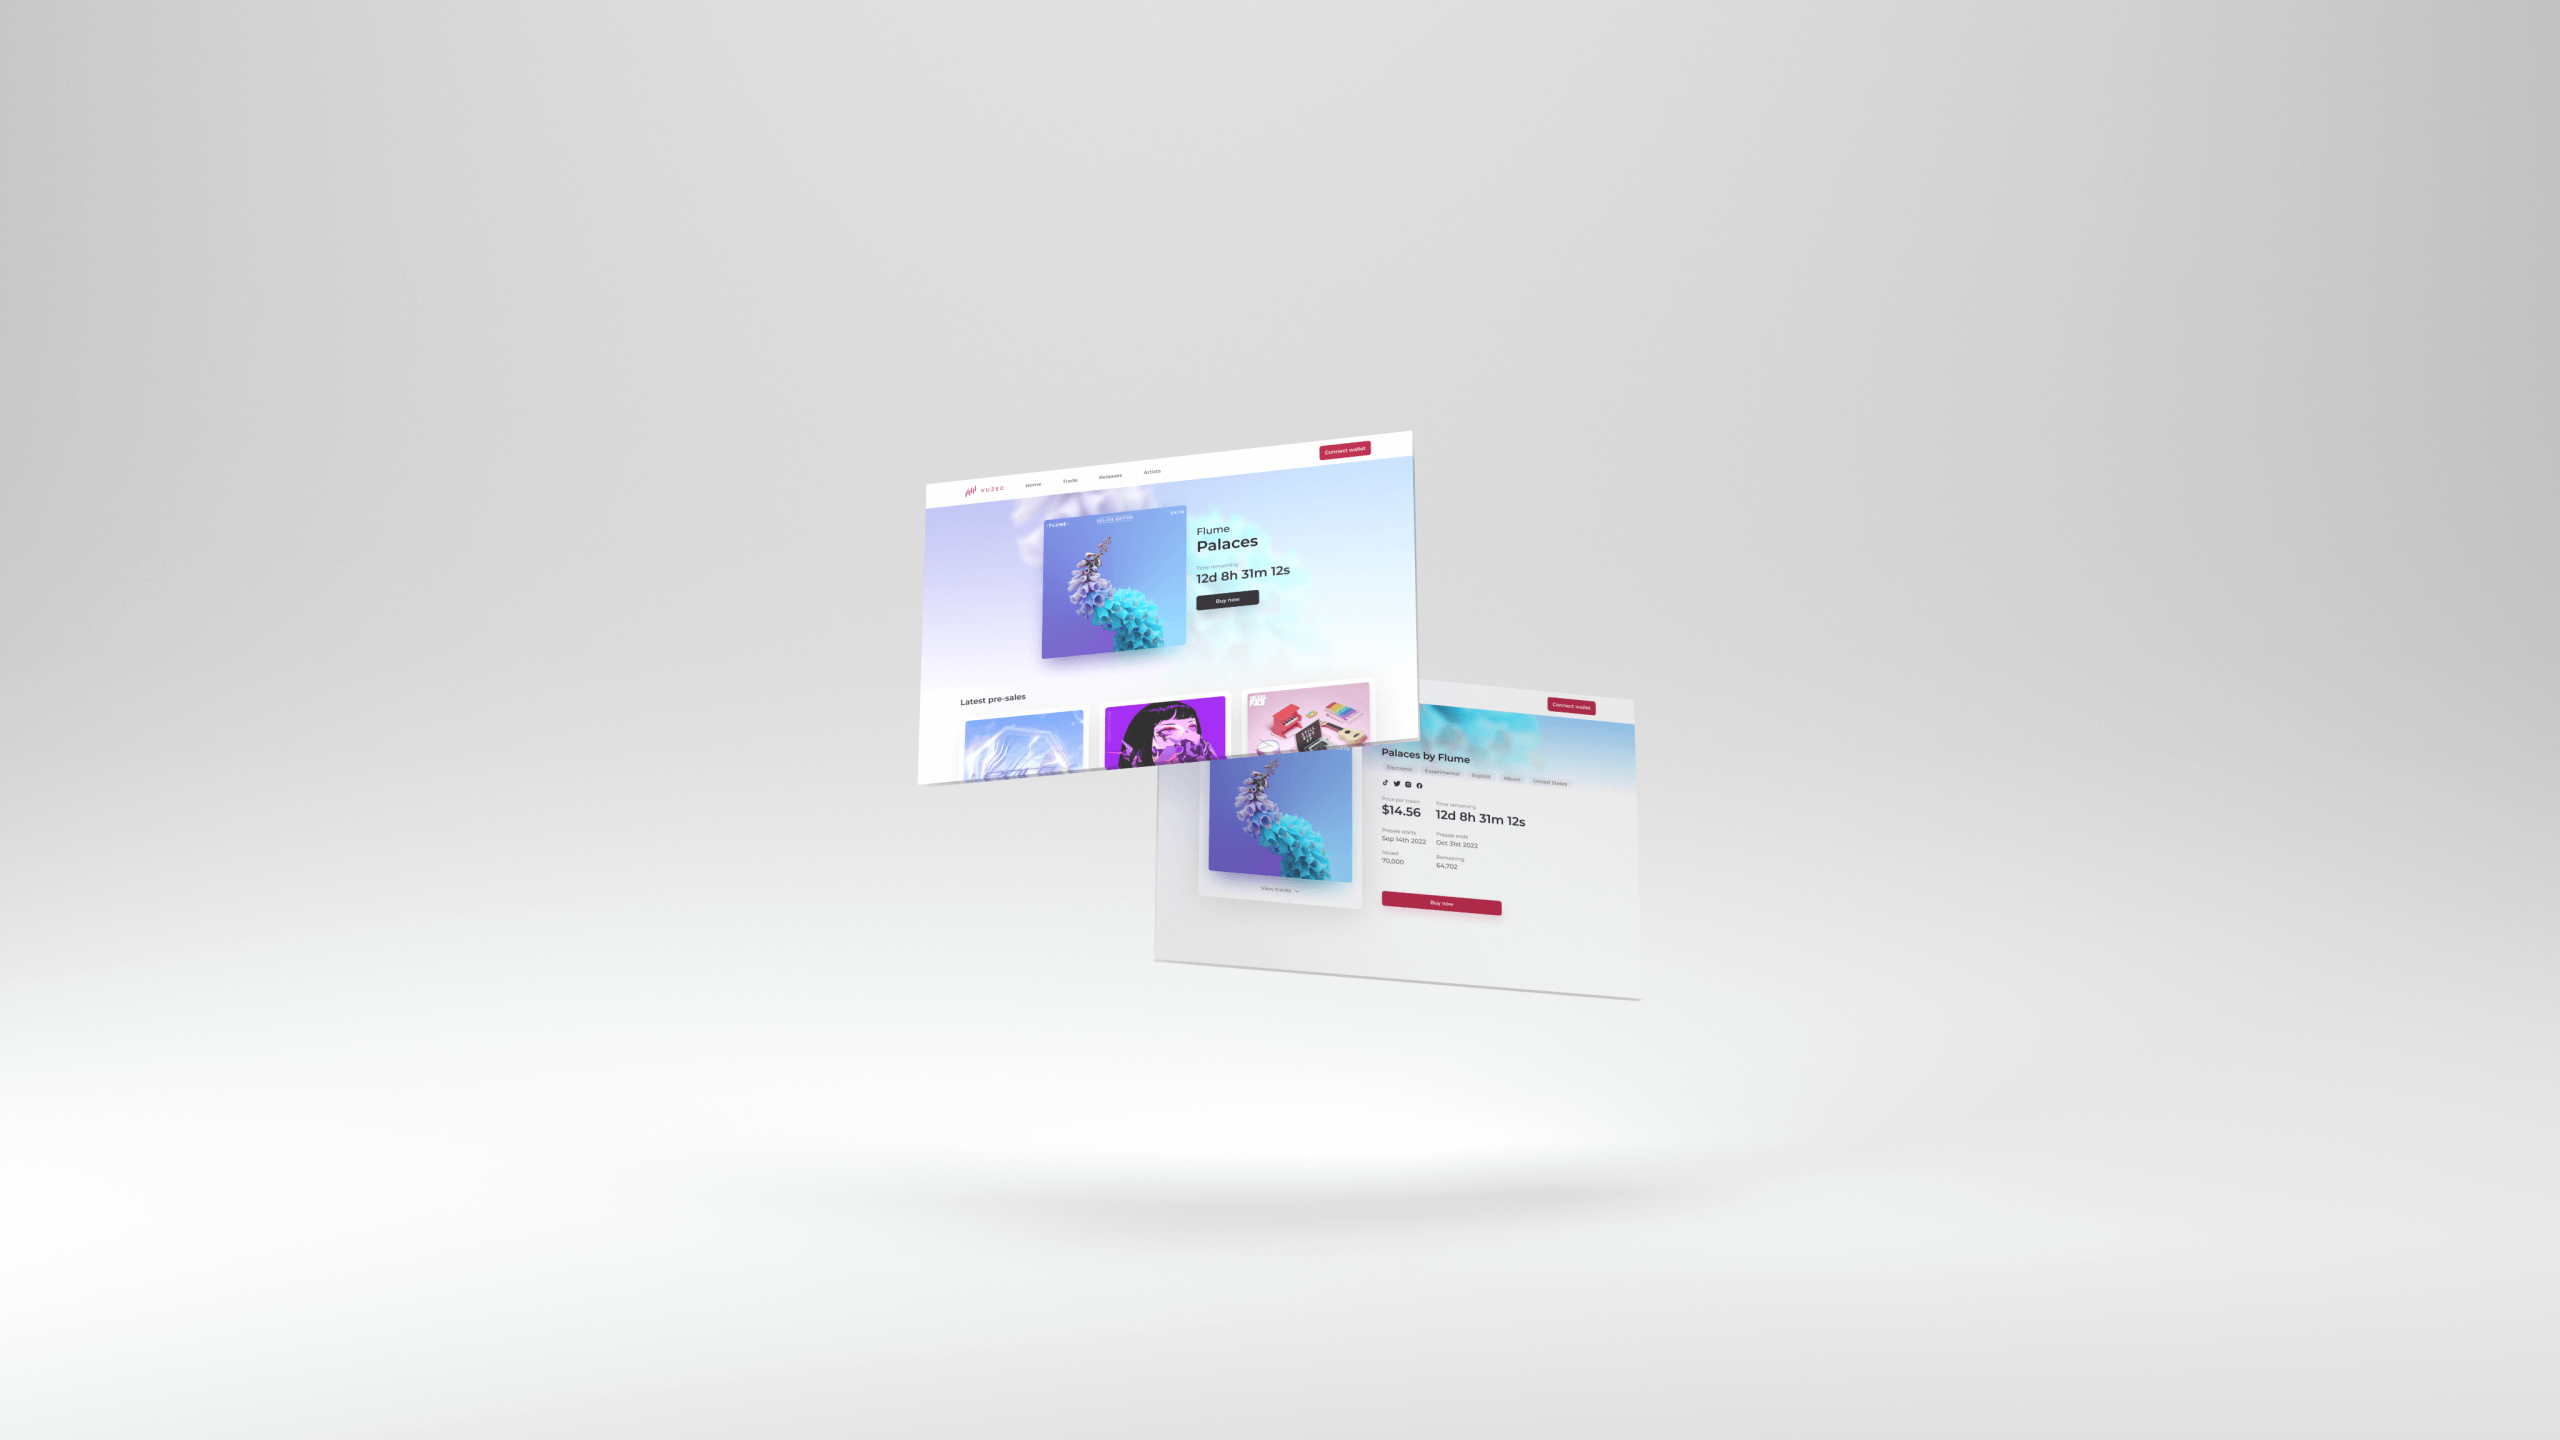 VUZEC
Home
Trade
Releases
Artists
Connect wallet
FLUME
DELUXE EDITION
SKIN
Flume
Palaces
Time remaining
12d 8h 31m 12s
Buy now
Latest pre-sales
Connect wallet
Palaces by Flume
Electronic
Experimental
Explicit
Album
United States
Price per token
Time remaining
$14.56
12d 8h 31m 12s
Presale starts
Presale ends
Sep 14th 2022
Oct 31st 2022
Issued
Remaining
70,000
64,702
View tracks
Buy now